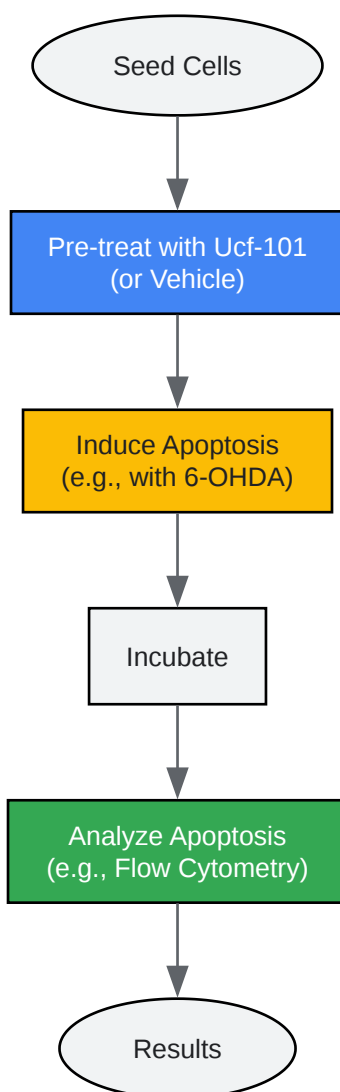 Seed Cells
Pre-treat with Ucf-101
(or Vehicle)
Induce Apoptosis
(e.g., with 6-OHDA)
Incubate
Analyze Apoptosis
(e.g., Flow Cytometry)
Results